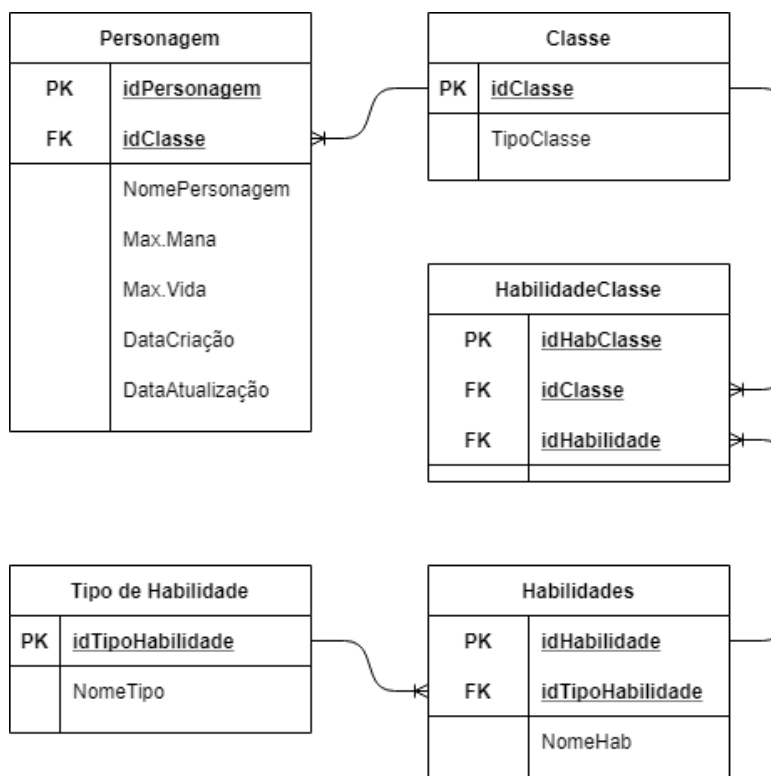 Personagem
PK idPersonagem
FK idClasse
NomePersonagem
Max.Mana
Max.Vida
DataCriação
DataAtualização
Classe
PK idClasse
TipoClasse
HabilidadeClasse
PK idHabClasse
FK idClasse
FK idHabilidade
Tipo de Habilidade
PK idTipoHabilidade
NomeTipo
Habilidades
PK idHabilidade
FK idTipoHabilidade
NomeHab